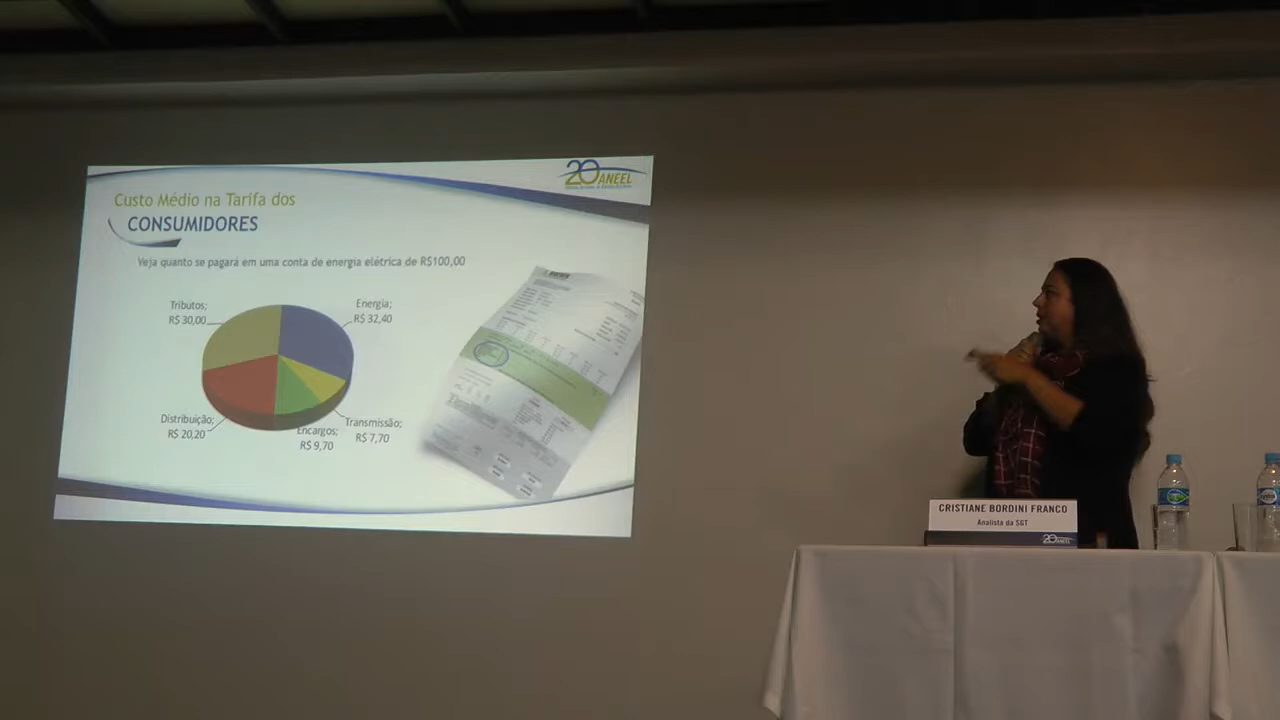 20 ANEEL
Custo Médio na Tarifa dos
CONSUMIDORES
Veja quanto se pagará em uma conta de energia elétrica de R$100,00
Tributos;
R$ 30,00
Energia;
R$ 32,40
Distribuição;
R$ 20,20
Encargos;
R$ 9,70
Transmissão;
R$ 7,70
CRISTIANE BORDINI FRANCO
Analista da SGT
20 ANEEL